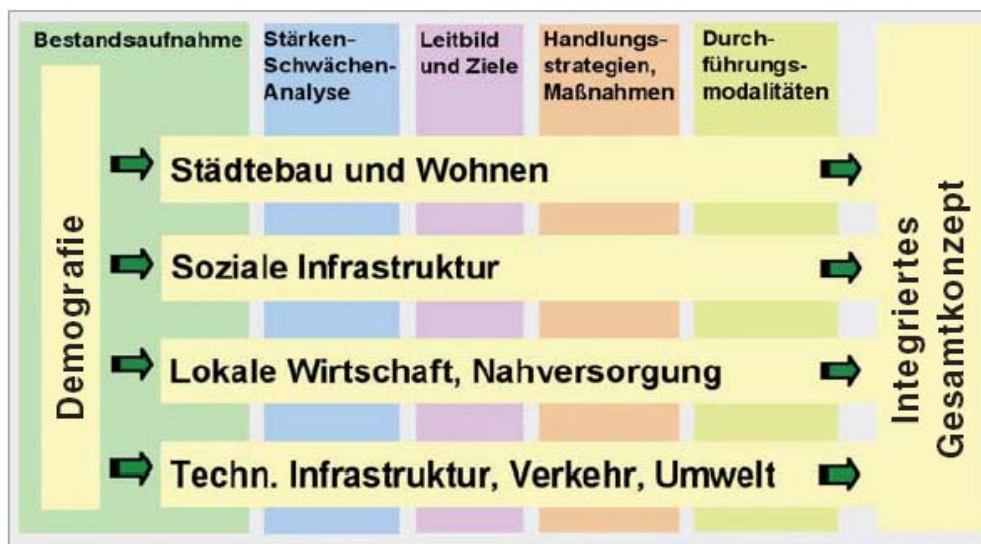 Bestandsaufnahme
Stärken-
Schwächen-
Analyse
Leitbild
und Ziele
Handlungs-
strategien,
Maßnahmen
Durch-
führungs-
modalitäten
Demografie
Städtebau und Wohnen
Soziale Infrastruktur
Lokale Wirtschaft, Nahversorgung
Techn. Infrastruktur, Verkehr, Umwelt
Integriertes
Gesamtkonzept